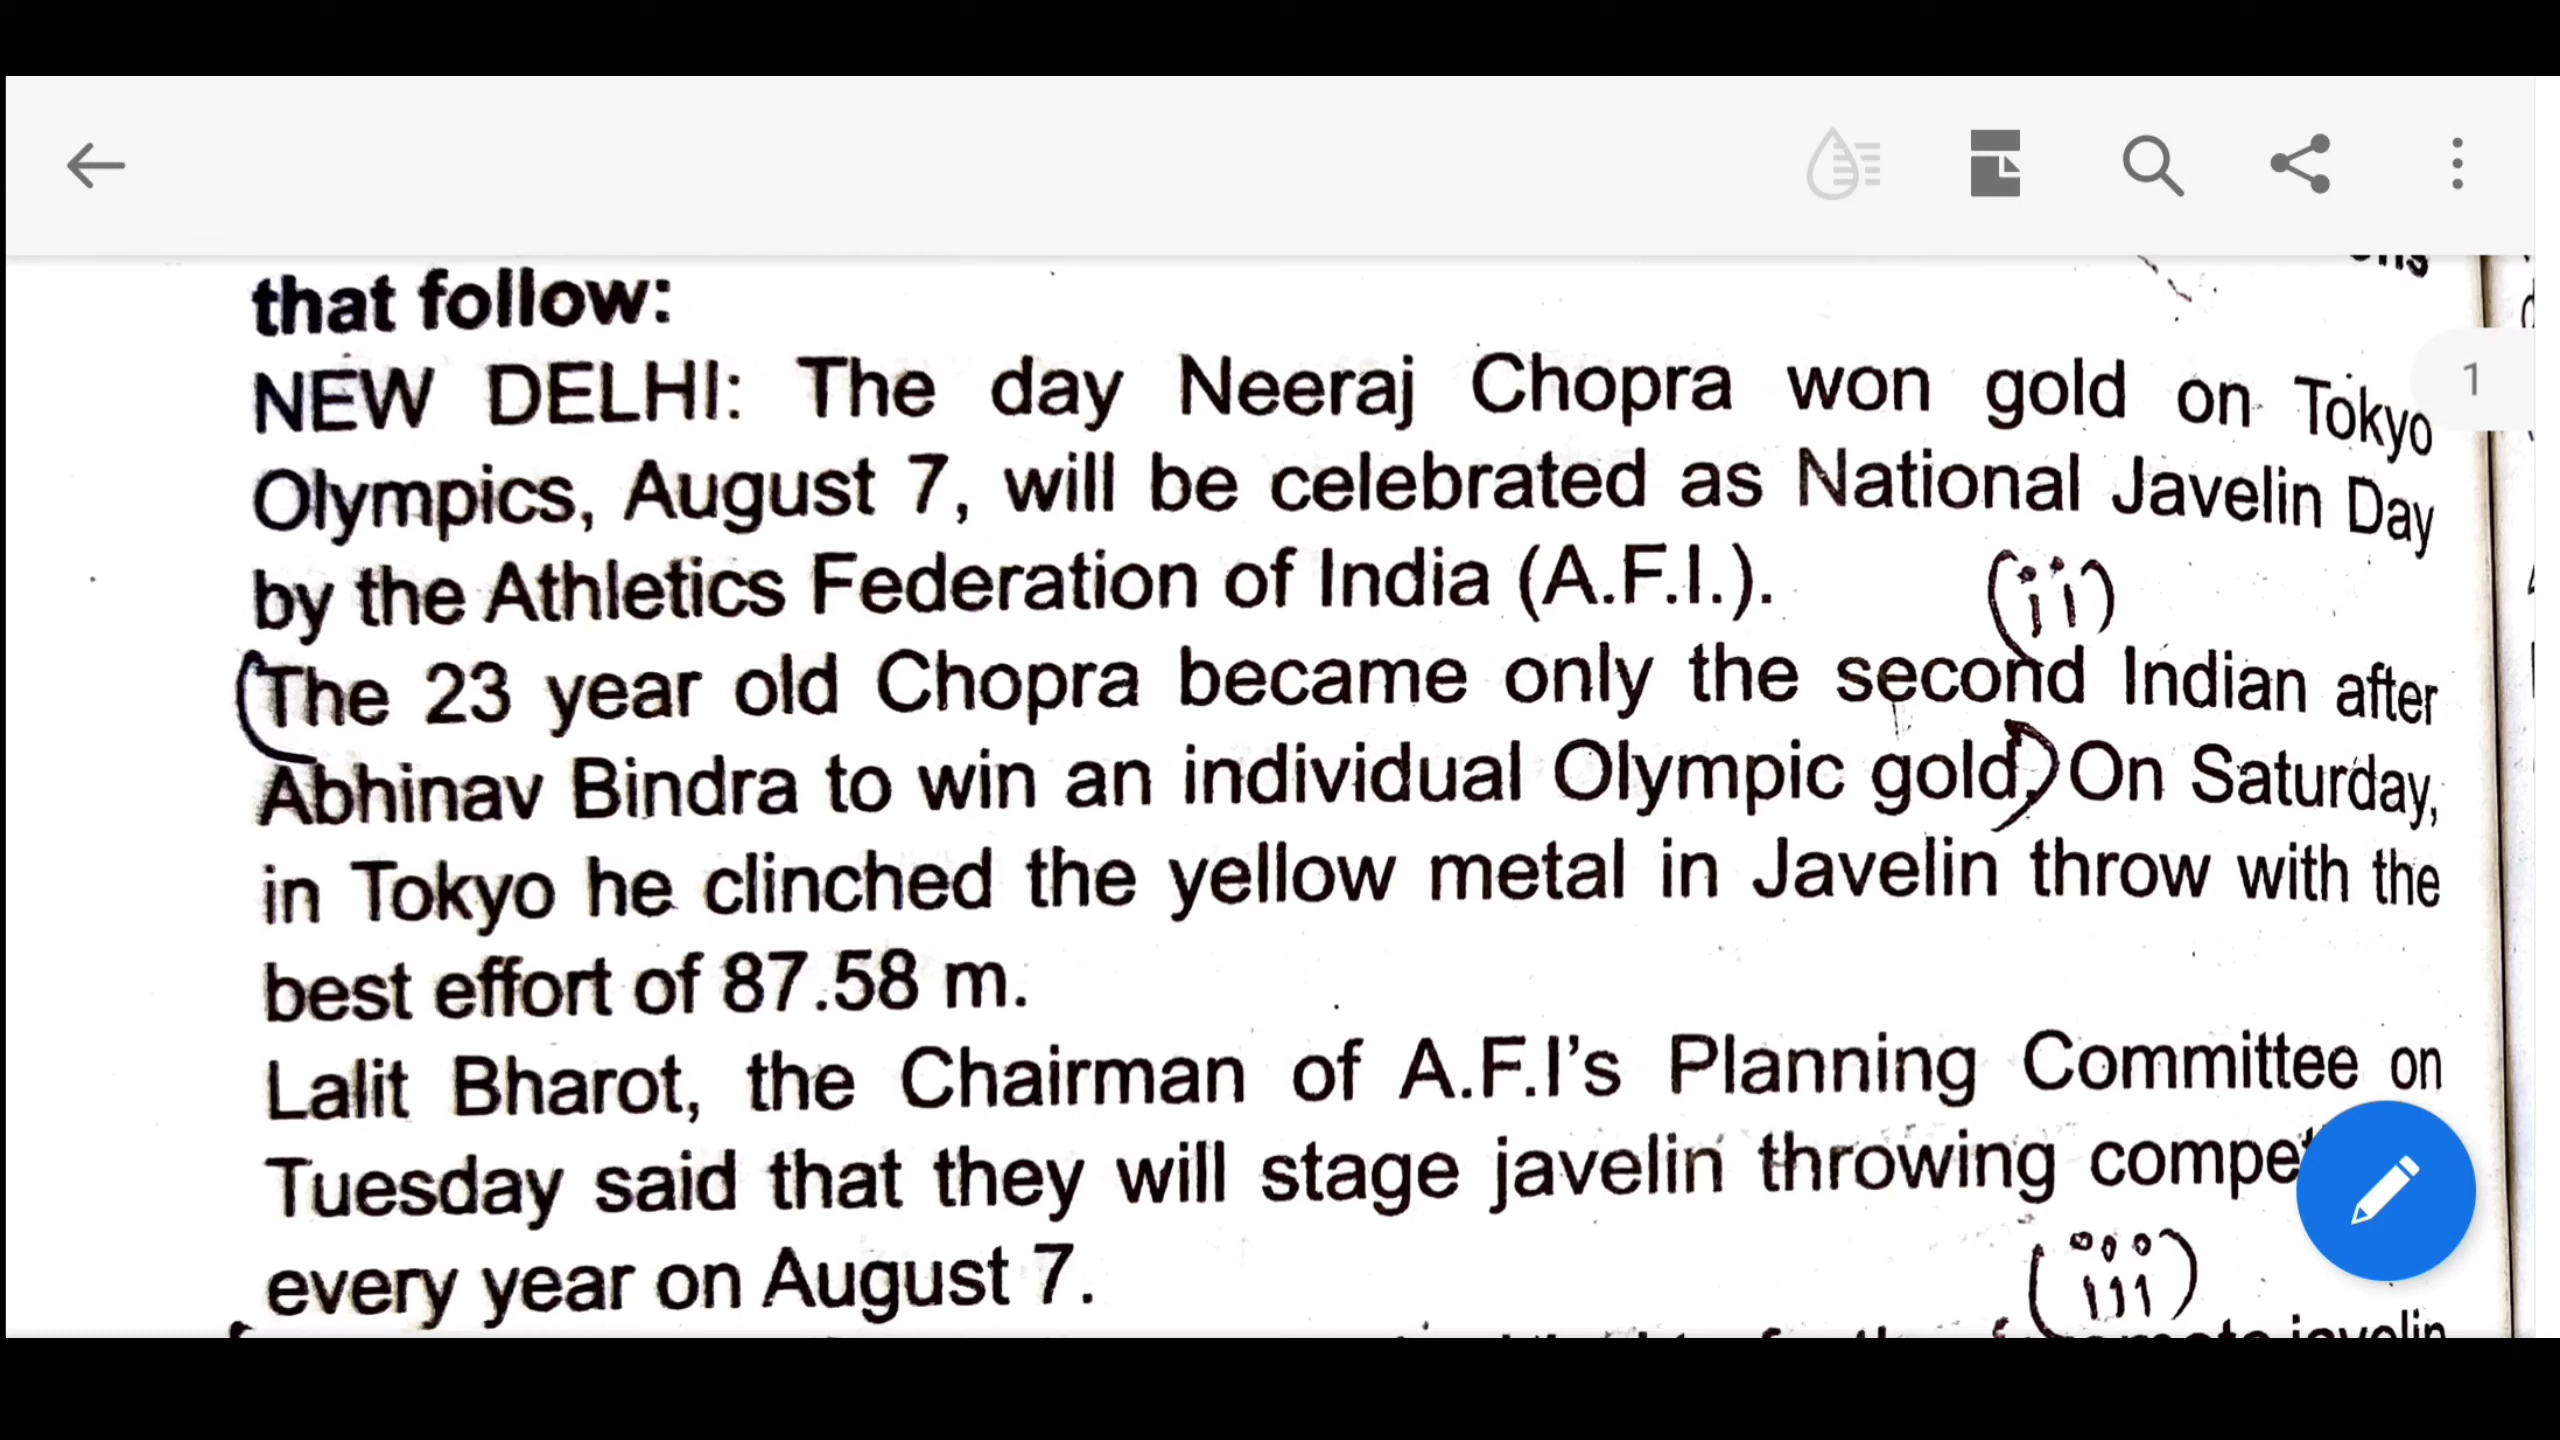 ons
that follow:
1
NEW DELHI: The day Neeraj Chopra won gold on Tokyo
Olympics, August 7, will be celebrated as National Javelin Day
by the Athletics Federation of India (A.F.I.).
(ii)
(The 23 year old Chopra became only the second Indian after
Abhinav Bindra to win an individual Olympic gold.) On Saturday,
in Tokyo he clinched the yellow metal in Javelin throw with the
best effort of 87.58 m.
Lalit Bharot, the Chairman of A.F.I's Planning Committee on
Tuesday said that they will stage javelin throwing
every year on August 7.
(iii)
javelin